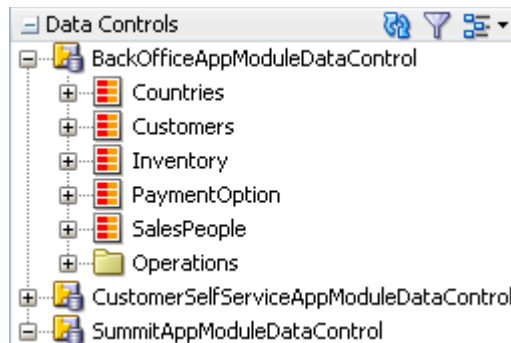 Data Controls
BackOfficeAppModuleDataControl
Countries
Customers
Inventory
PaymentOption
SalesPeople
Operations
CustomerSelfServiceAppModuleDataControl
SummitAppModuleDataControl